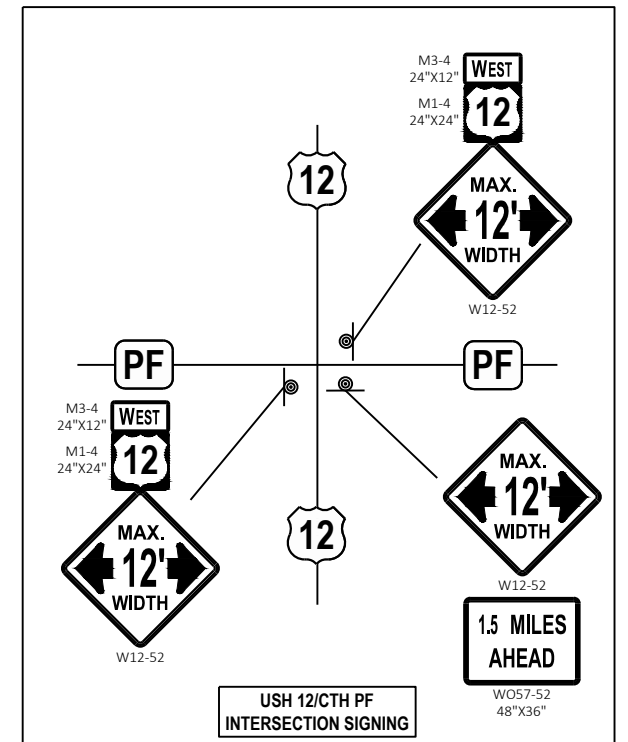 M3-4
24"X12"
WEST
M1-4
24"X24"
12
MAX.
12'
WIDTH
W12-52
12
PF
PF
M3-4
24"X12"
WEST
M1-4
24"X24"
12
MAX.
12'
WIDTH
W12-52
12
MAX.
12'
WIDTH
W12-52
1.5 MILES
AHEAD
WO57-52
48"X36"
USH 12/CTH PF
INTERSECTION SIGNING